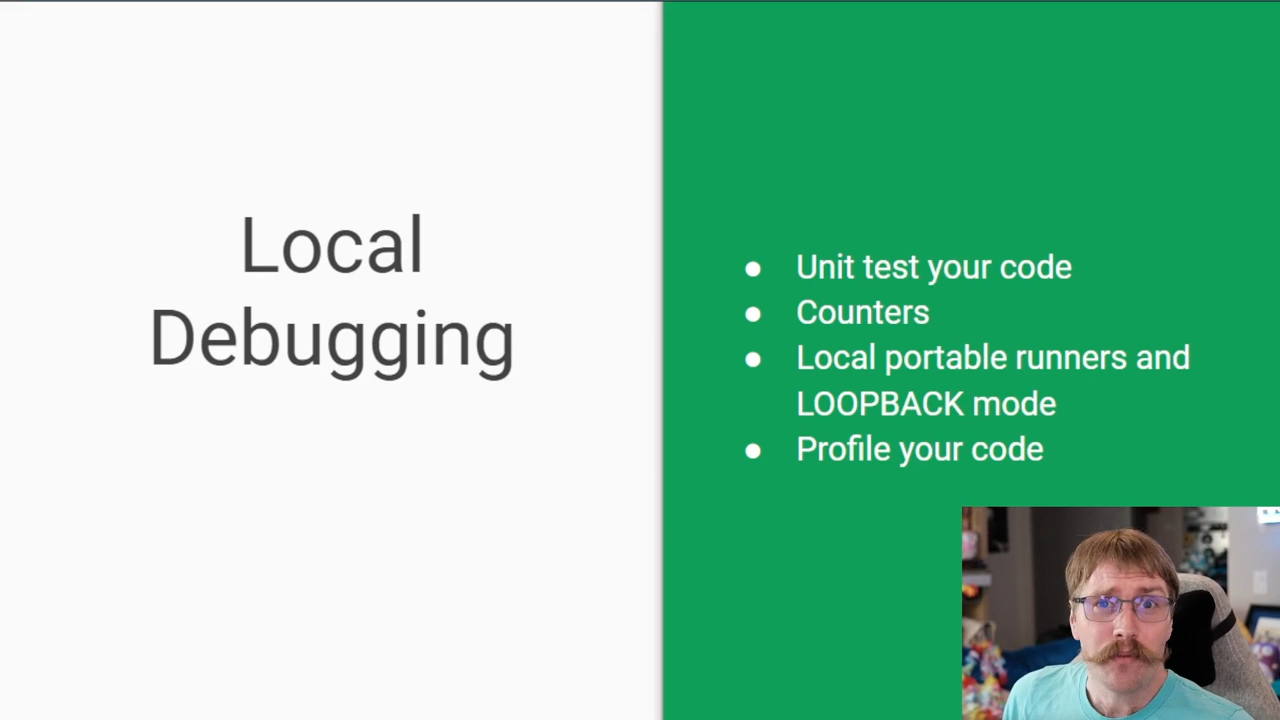 Local
Debugging
● Unit test your code
● Counters
● Local portable runners and
LOOPBACK mode
● Profile your code